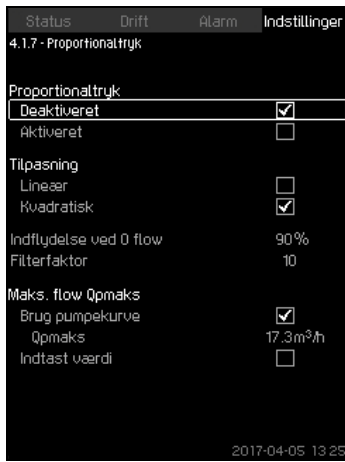 Status Drift Alarm Indstillinger
4.1.7 - Proportionaltryk
Proportionaltryk
Deaktiveret
Aktiveret
Tilpasning
Lineær
Kvadratisk
Indflydelse ved 0 flow 90%
Filterfaktor 10
Maks. flow Qpmaks
Brug pumpekurve
Qpmaks 17.3m³/h
Indtast værdi
2017-04-05 13:25